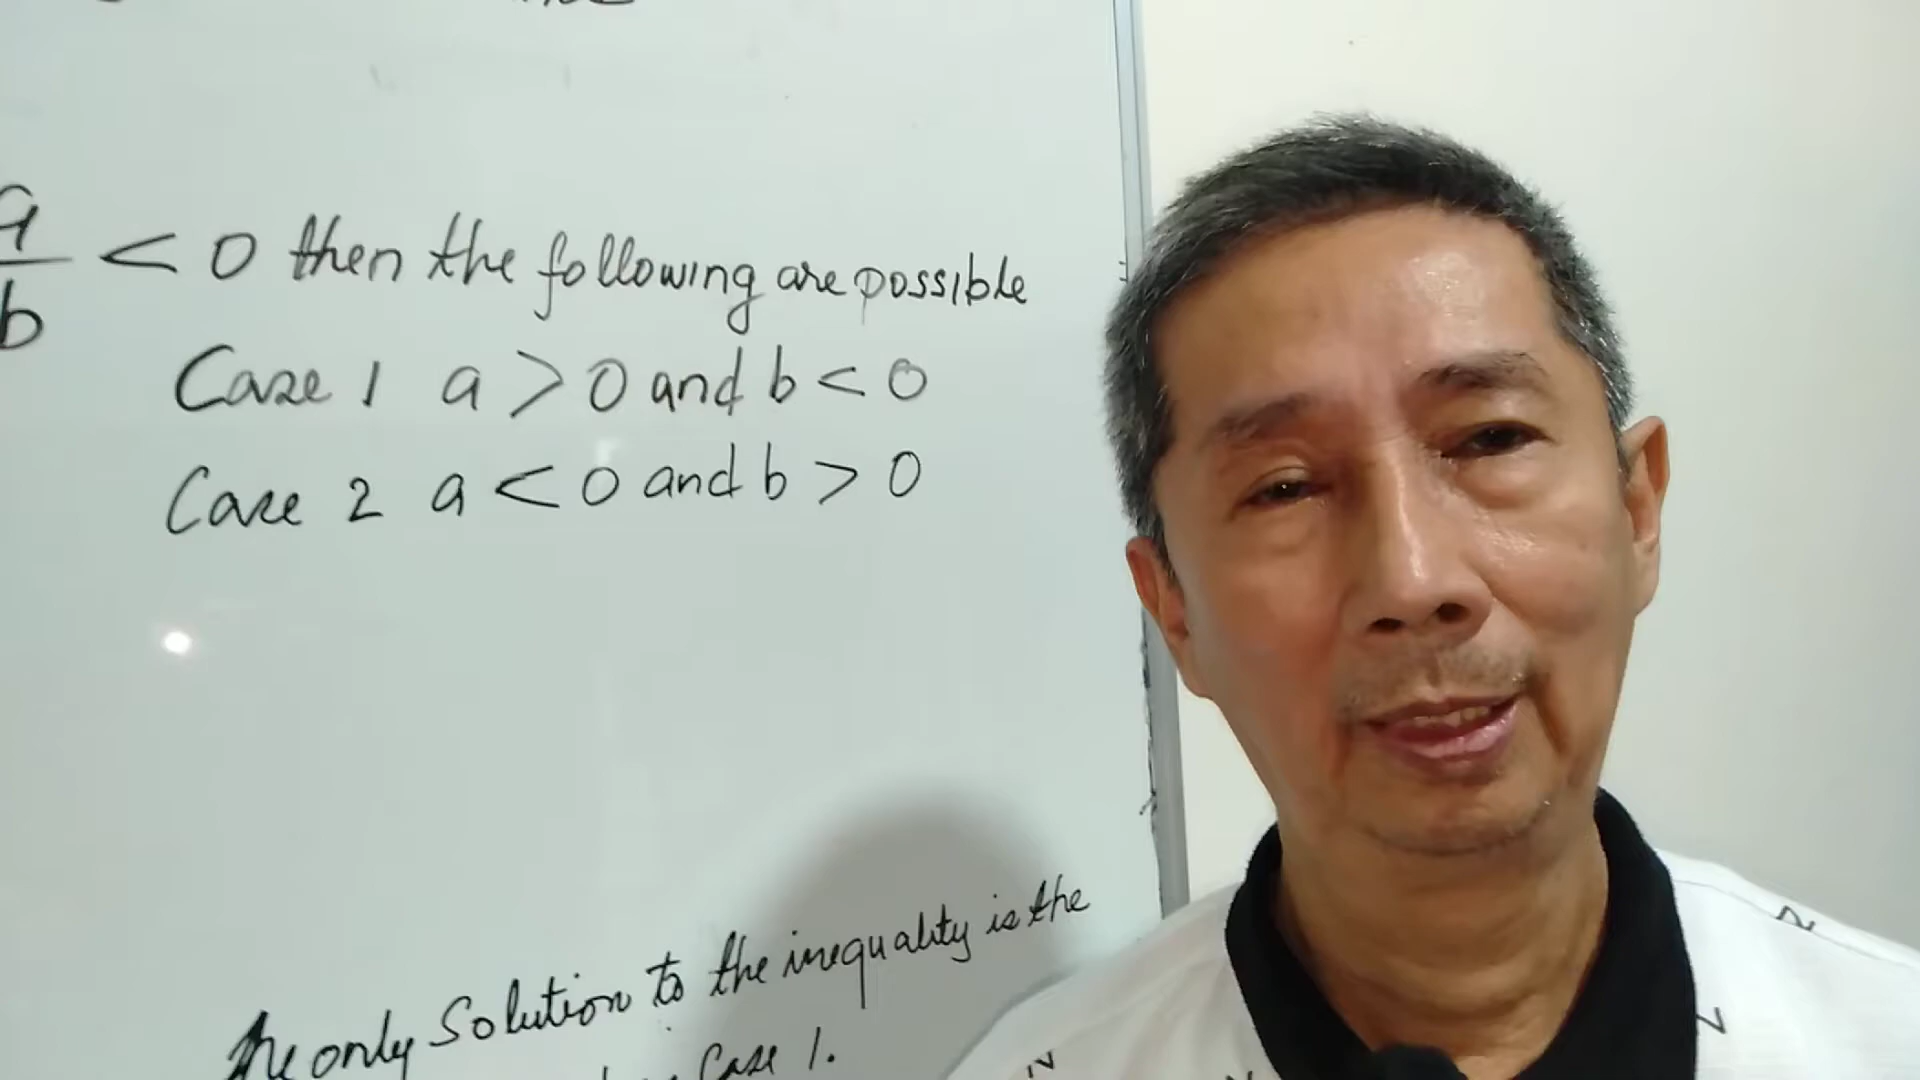 a/b < 0 then the following are possible
Case 1 a > 0 and b < 0
Case 2 a < 0 and b > 0
The only Solution to the inequality is the
Case 1.